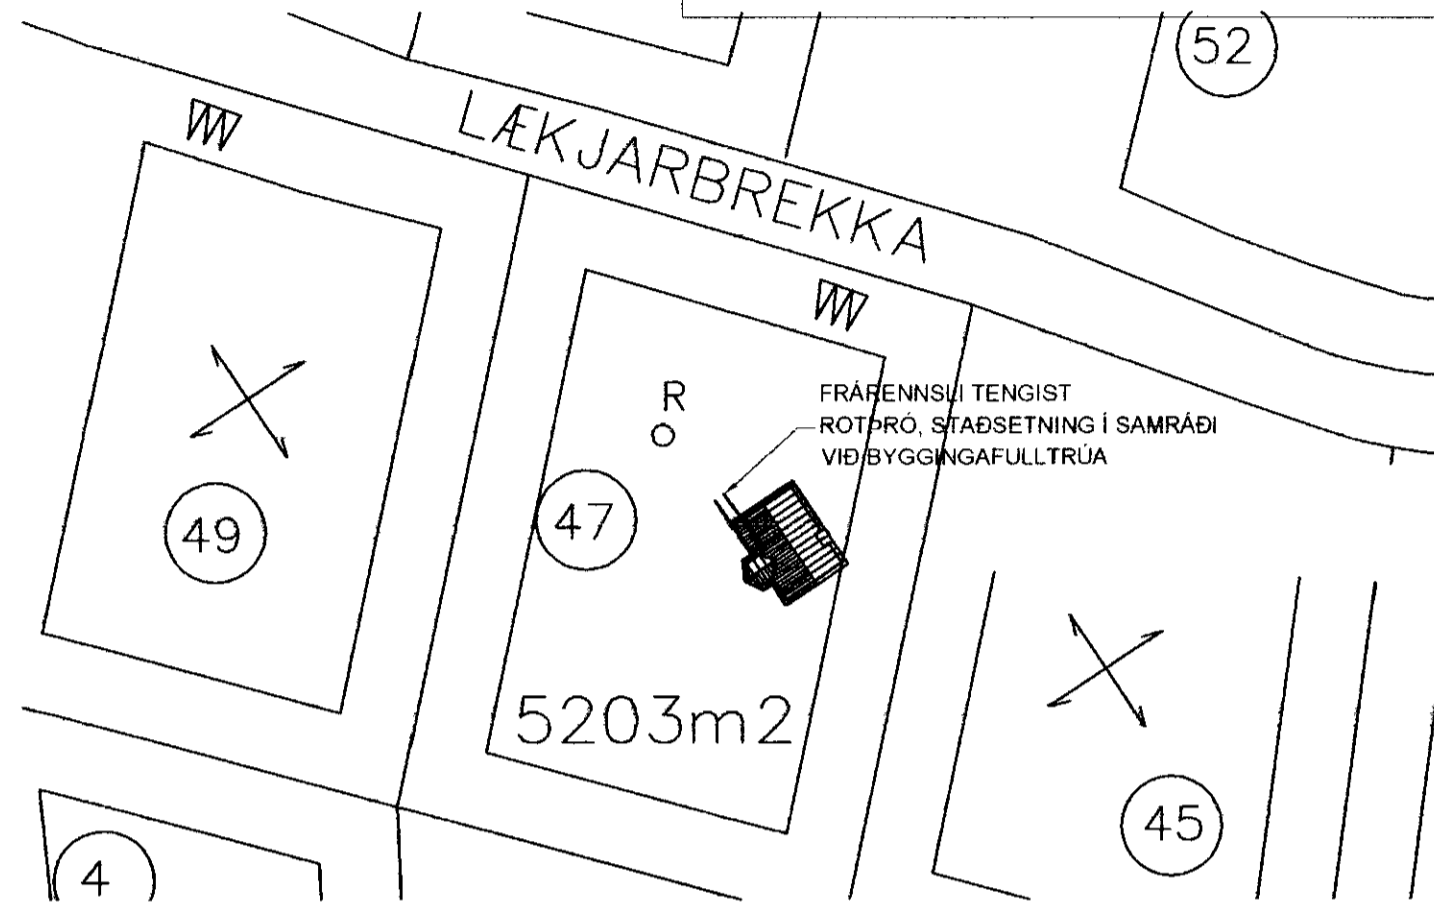 52
LÆKJARBREKKA
R
FRÁRENNSLI TENGIST
ROTÞRÓ, STAÐSETNING Í SAMRÁÐI
VIÐ BYGGINGAFULLTRÚA
49
47
5203m2
45
4